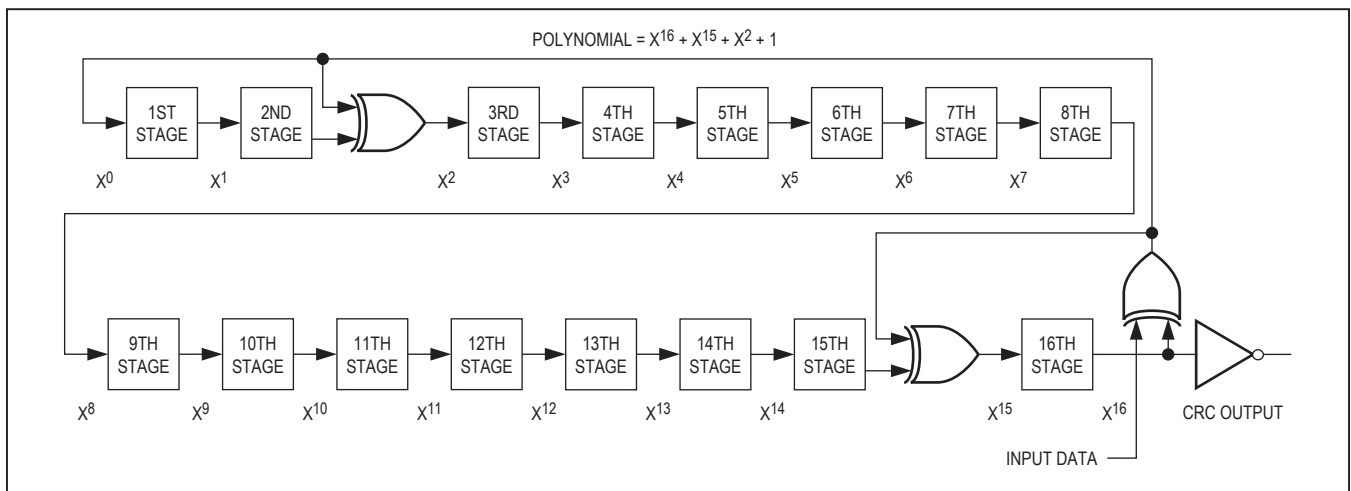 POLYNOMIAL = X16 + X15 + X2 + 1
1ST
STAGE
2ND
STAGE
3RD
STAGE
4TH
STAGE
5TH
STAGE
6TH
STAGE
7TH
STAGE
8TH
STAGE
X0
X1
X2
X3
X4
X5
X6
X7
9TH
STAGE
10TH
STAGE
11TH
STAGE
12TH
STAGE
13TH
STAGE
14TH
STAGE
15TH
STAGE
16TH
STAGE
X8
X9
X10
X11
X12
X13
X14
X15
X16
CRC OUTPUT
INPUT DATA